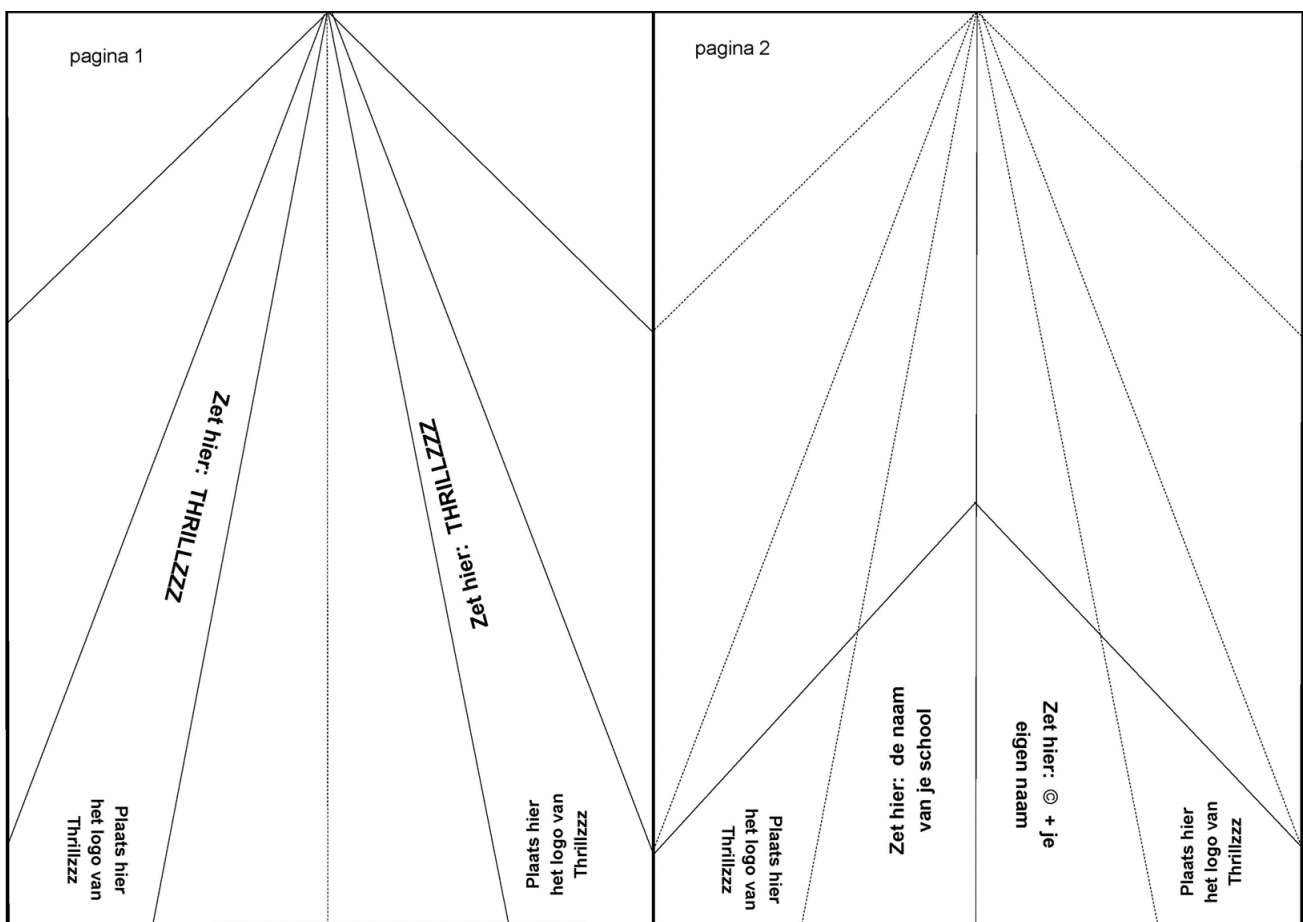 pagina 1
Zet hier: THRILLZZZ
Zet hier: THRILLZZZ
Plaats hier
het logo van
Thrillzzz
Plaats hier
het logo van
Thrillzzz
pagina 2
Zet hier: de naam
van je school
Zet hier: © + je
eigen naam
Plaats hier
het logo van
Thrillzzz
Plaats hier
het logo van
Thrillzzz